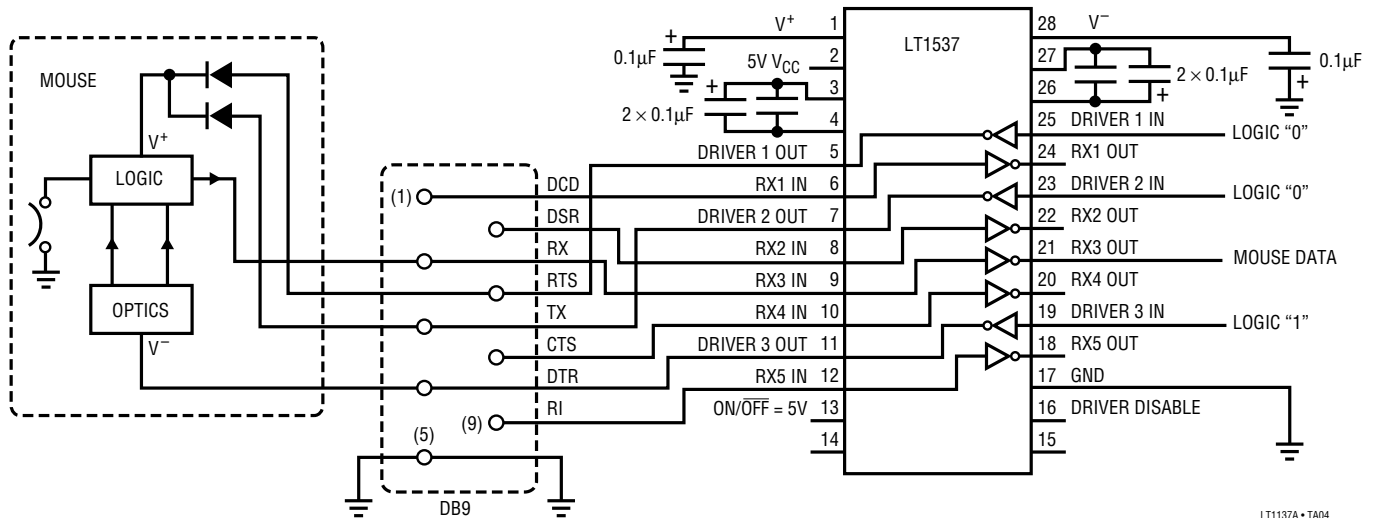 MOUSE
V+
LOGIC
OPTICS
V−
(1)
DCD
DSR
RX
RTS
TX
CTS
DTR
(9)
RI
(5)
DB9
V+
1
0.1µF
+
5V VCC
2
+
3
2 × 0.1µF
4
DRIVER 1 OUT
5
RX1 IN
6
DRIVER 2 OUT
7
RX2 IN
8
RX3 IN
9
RX4 IN
10
DRIVER 3 OUT
11
RX5 IN
12
ON/OFF = 5V
13
14
LT1537
28
V−
27
0.1µF
+
26
2 × 0.1µF
+
25
DRIVER 1 IN
LOGIC “0”
24
RX1 OUT
23
DRIVER 2 IN
LOGIC “0”
22
RX2 OUT
21
RX3 OUT
MOUSE DATA
20
RX4 OUT
19
DRIVER 3 IN
LOGIC “1”
18
RX5 OUT
17
GND
16
DRIVER DISABLE
15
LT1137A • TA04